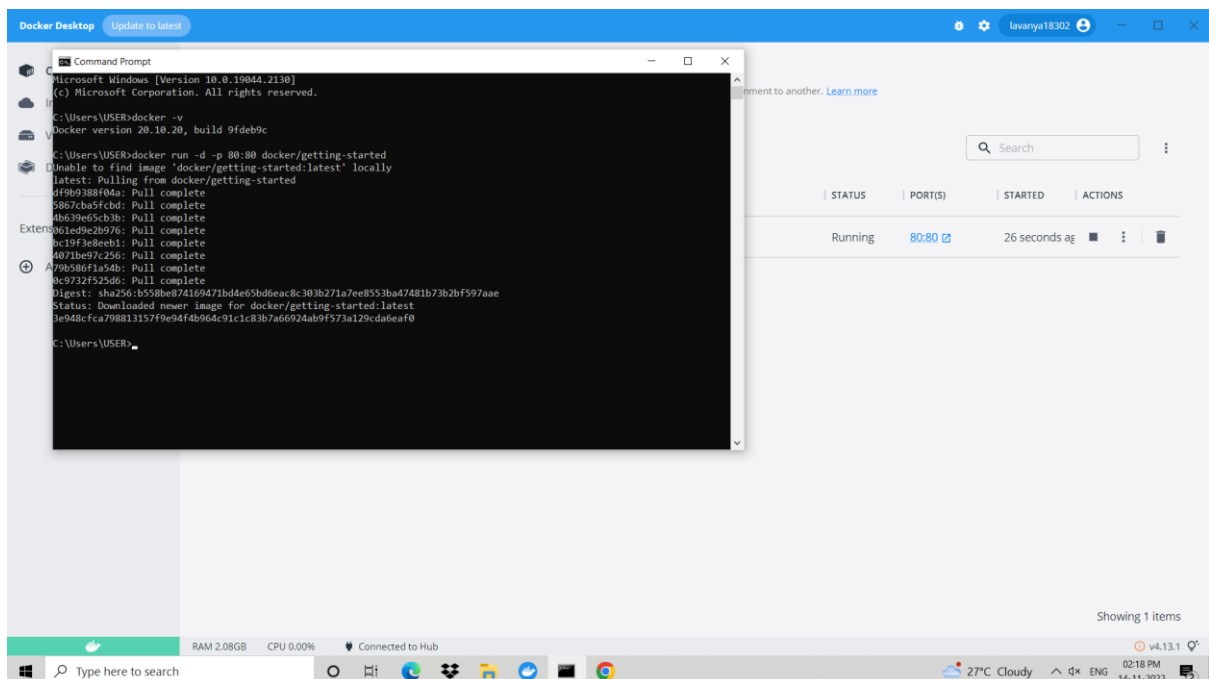 Docker Desktop Update to latest lavanya18302
Command Prompt
Microsoft Windows [Version 10.0.19044.2130]
(c) Microsoft Corporation. All rights reserved.
nment to another. Learn more
C:\Users\USER>docker -v
Docker version 20.10.20, build 9fdeb9c
C:\Users\USER>docker run -d -p 80:80 docker/getting-started
Unable to find image 'docker/getting-started:latest' locally
latest: Pulling from docker/getting-started
df9b9388f04a: Pull complete
5867cba5fcbd: Pull complete
4b639e65cb3b: Pull complete
061ed9e2b976: Pull complete
bc19f3e8eeb1: Pull complete
4071be97c256: Pull complete
79b586f1a54b: Pull complete
0c9732f525d6: Pull complete
Digest: sha256:b558be874169471bd4e65bd6eac8c303b271a7ee8553ba47481b73b2bf597aae
Status: Downloaded newer image for docker/getting-started:latest
3e948cfca798813157f9e94f4b964c91c1c83b7a66924ab9f573a129cda6eaf0
C:\Users\USER>
Search
STATUS PORT(S) STARTED ACTIONS
Running 80:80 26 seconds ag
Extens
Showing 1 items
RAM 2.08GB CPU 0.00% Connected to Hub v4.13.1
Type here to search 27°C Cloudy ENG 02:18 PM
14-11-2022